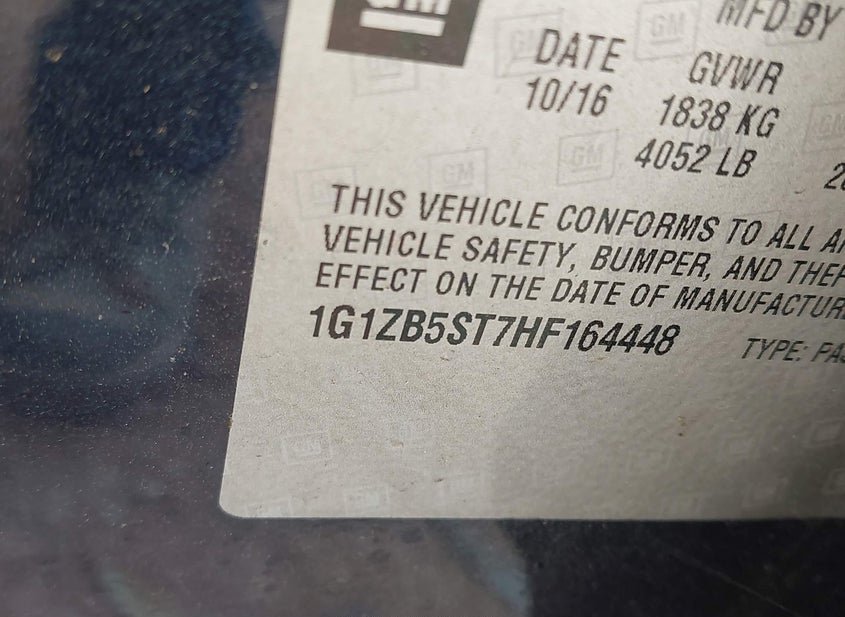 GM
MFD BY
DATE GVWR
10/16 1838 KG
4052 LB
THIS VEHICLE CONFORMS TO ALL
VEHICLE SAFETY, BUMPER, AND
EFFECT ON THE DATE OF
1G1ZB5ST7HF164448 TYPE: